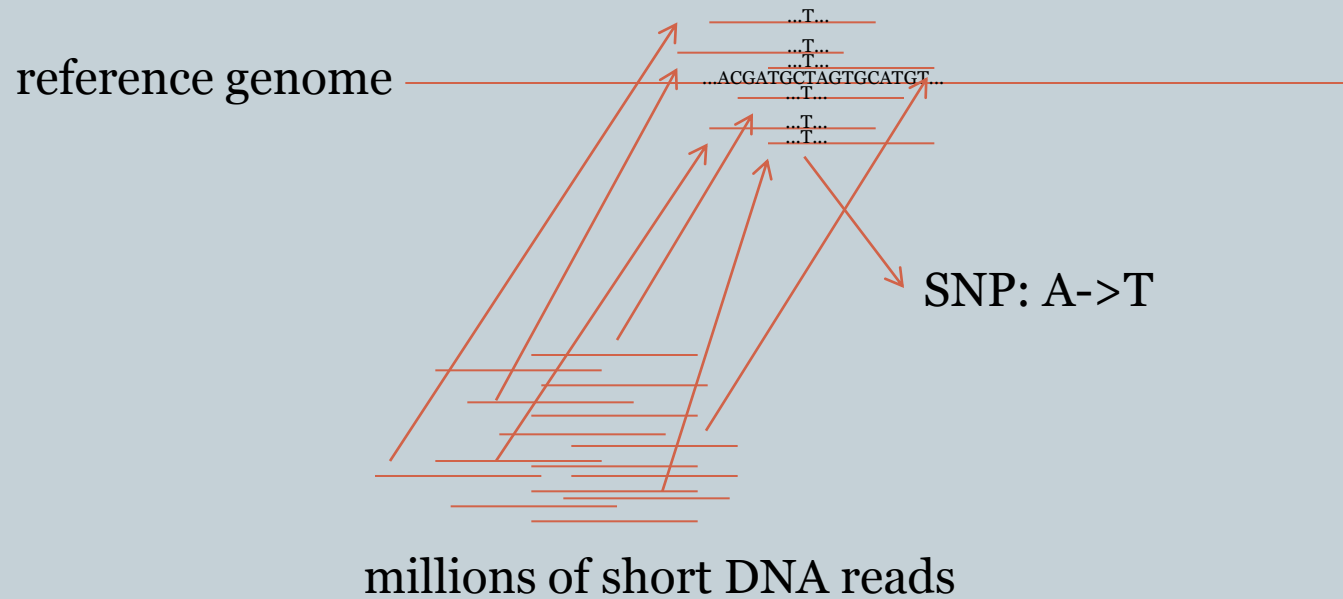 ...T...
...T...
...T...
reference genome ...ACGATGCTAGTGCATGT...
...T...
...T...
...T...
SNP: A->T
millions of short DNA reads